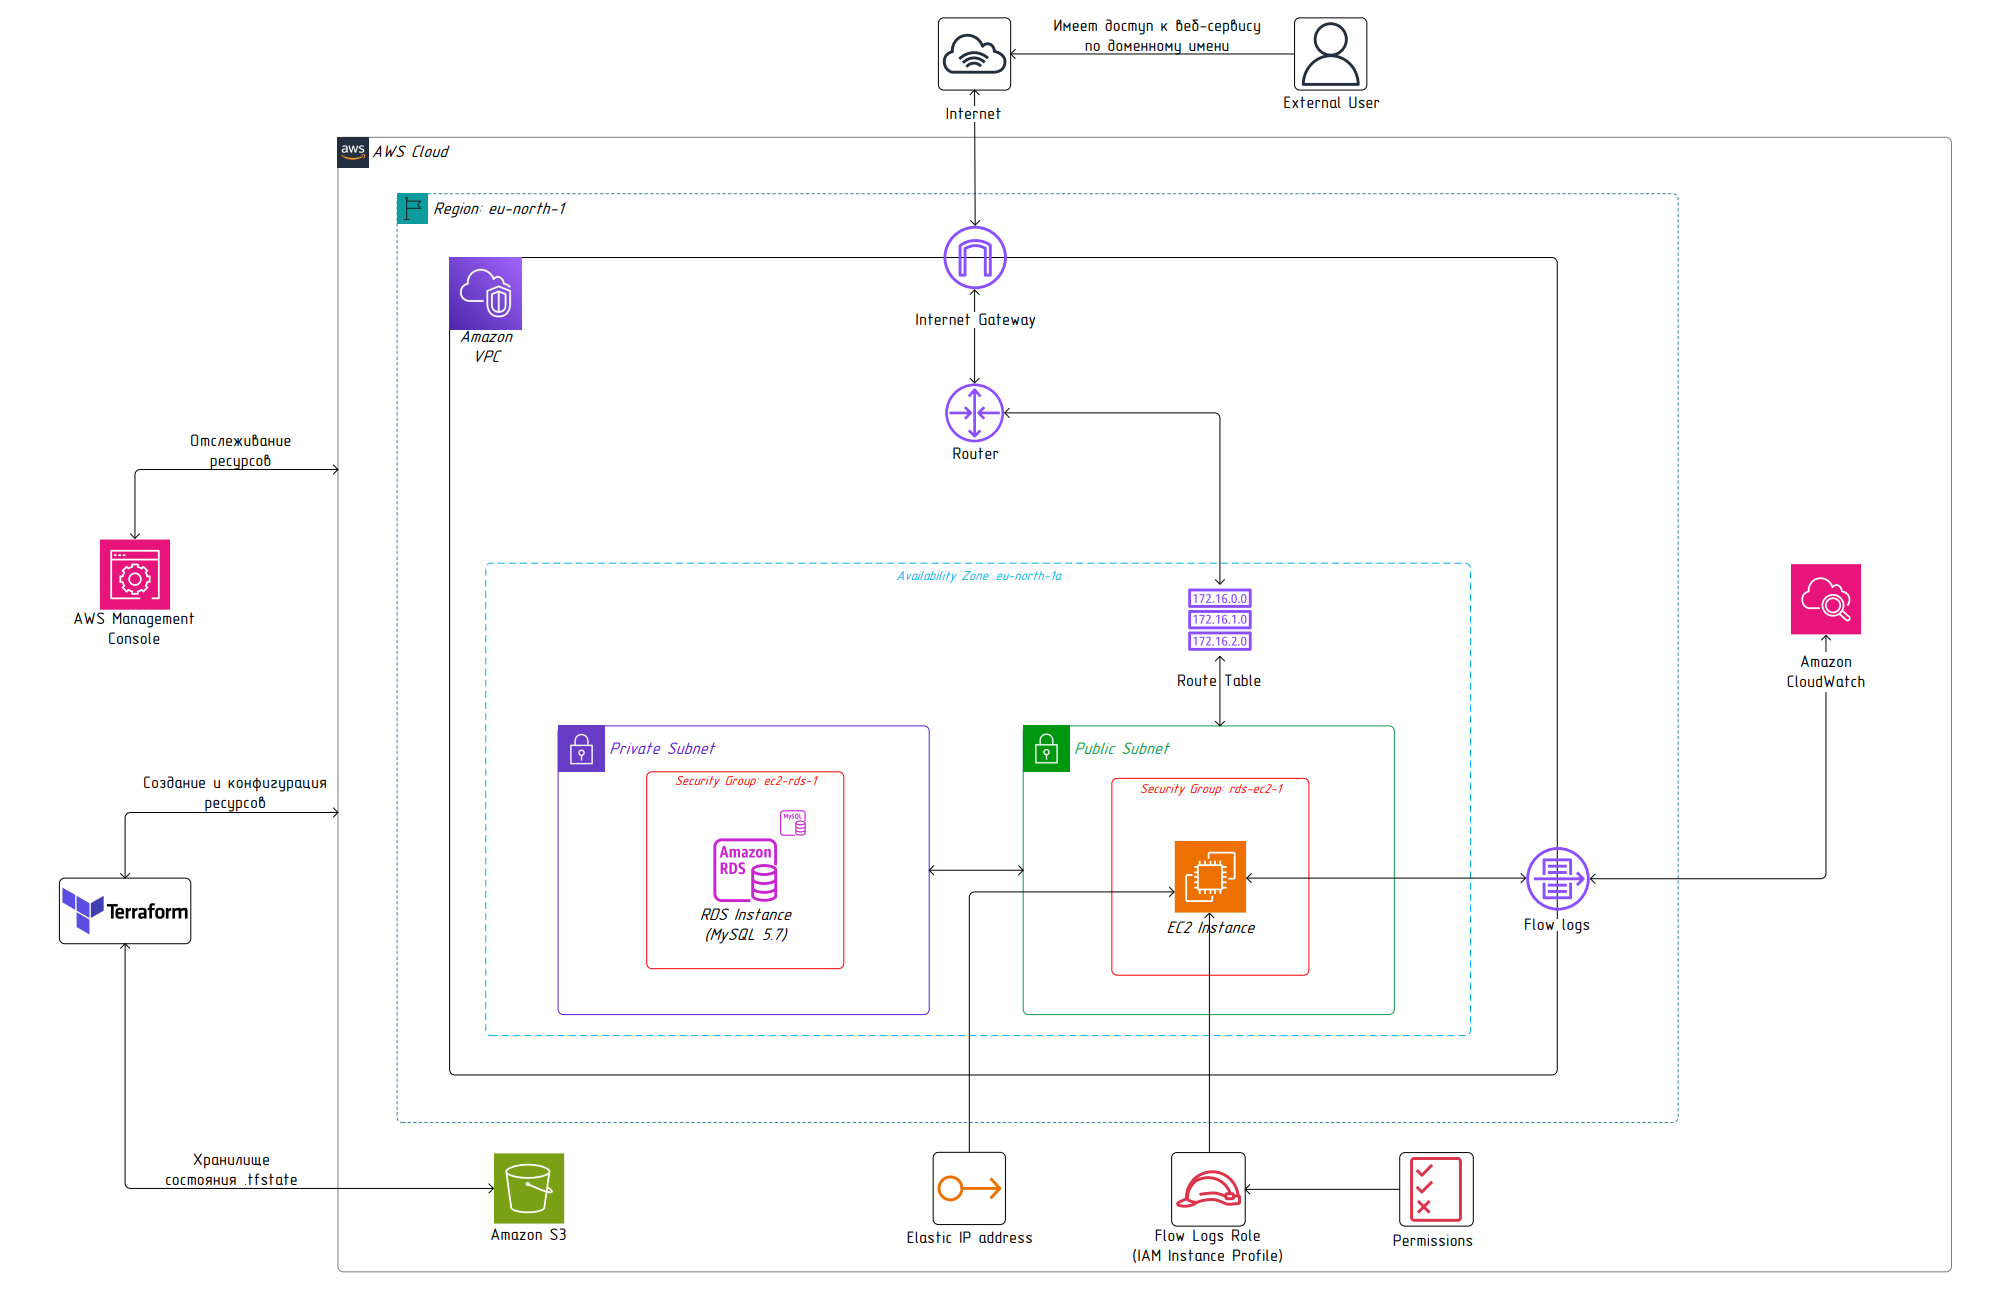 Имеет доступ к веб-сервису
по доменному имени
Internet
External User
aws
AWS Cloud
Region: eu-north-1
Amazon
VPC
Internet Gateway
Router
Отслеживание
ресурсов
AWS Management
Console
Availability Zone: eu-north-1a
172.16.0.0
172.16.1.0
172.16.2.0
Route Table
Amazon
CloudWatch
Private Subnet
Security Group: ec2-rds-1
MySQL
Amazon
RDS
RDS Instance
(MySQL 5.7)
Public Subnet
Security Group: rds-ec2-1
EC2 Instance
Flow logs
Создание и конфигурация
ресурсов
Terraform
Хранилище
состояния .tfstate
Amazon S3
Elastic IP address
Flow Logs Role
(IAM Instance Profile)
Permissions